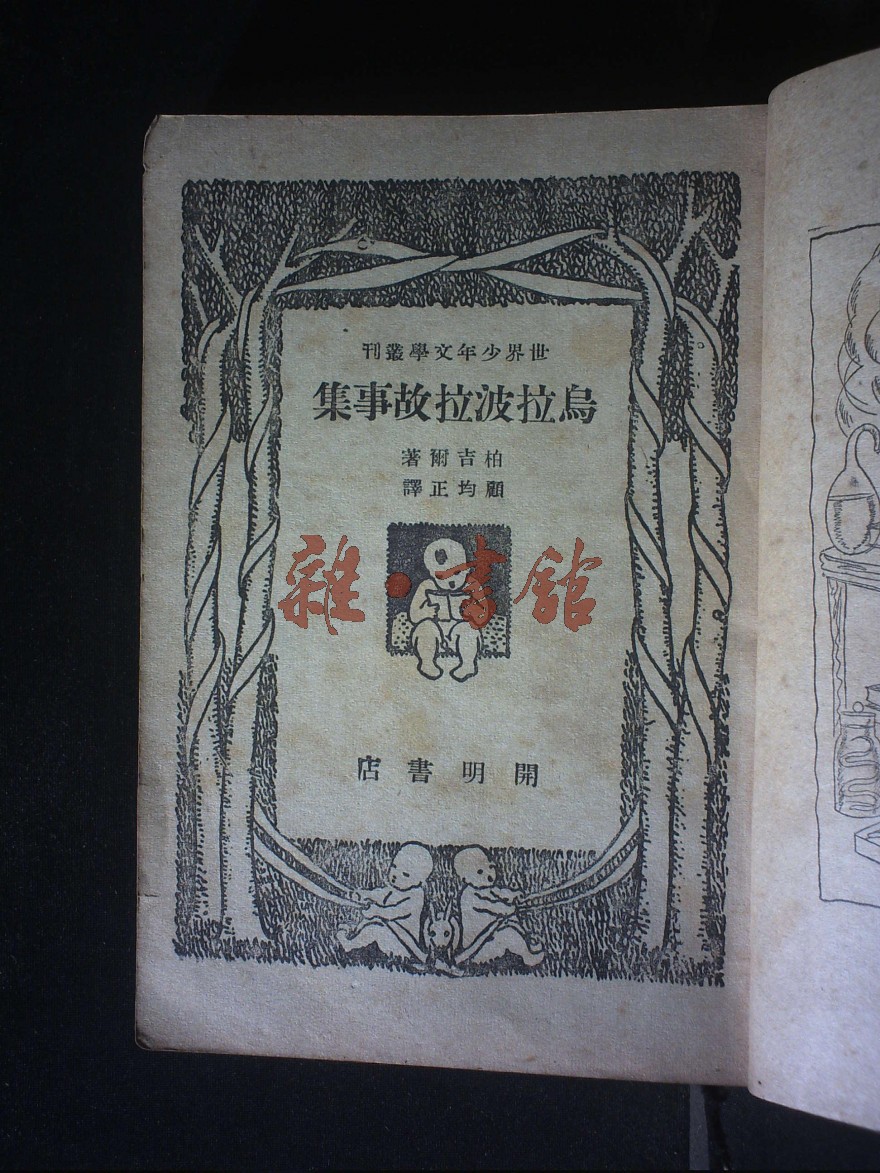 世界少年文學叢刊
烏拉波拉故事集
柏吉爾著
顧均正譯
雜·書館
開明書店